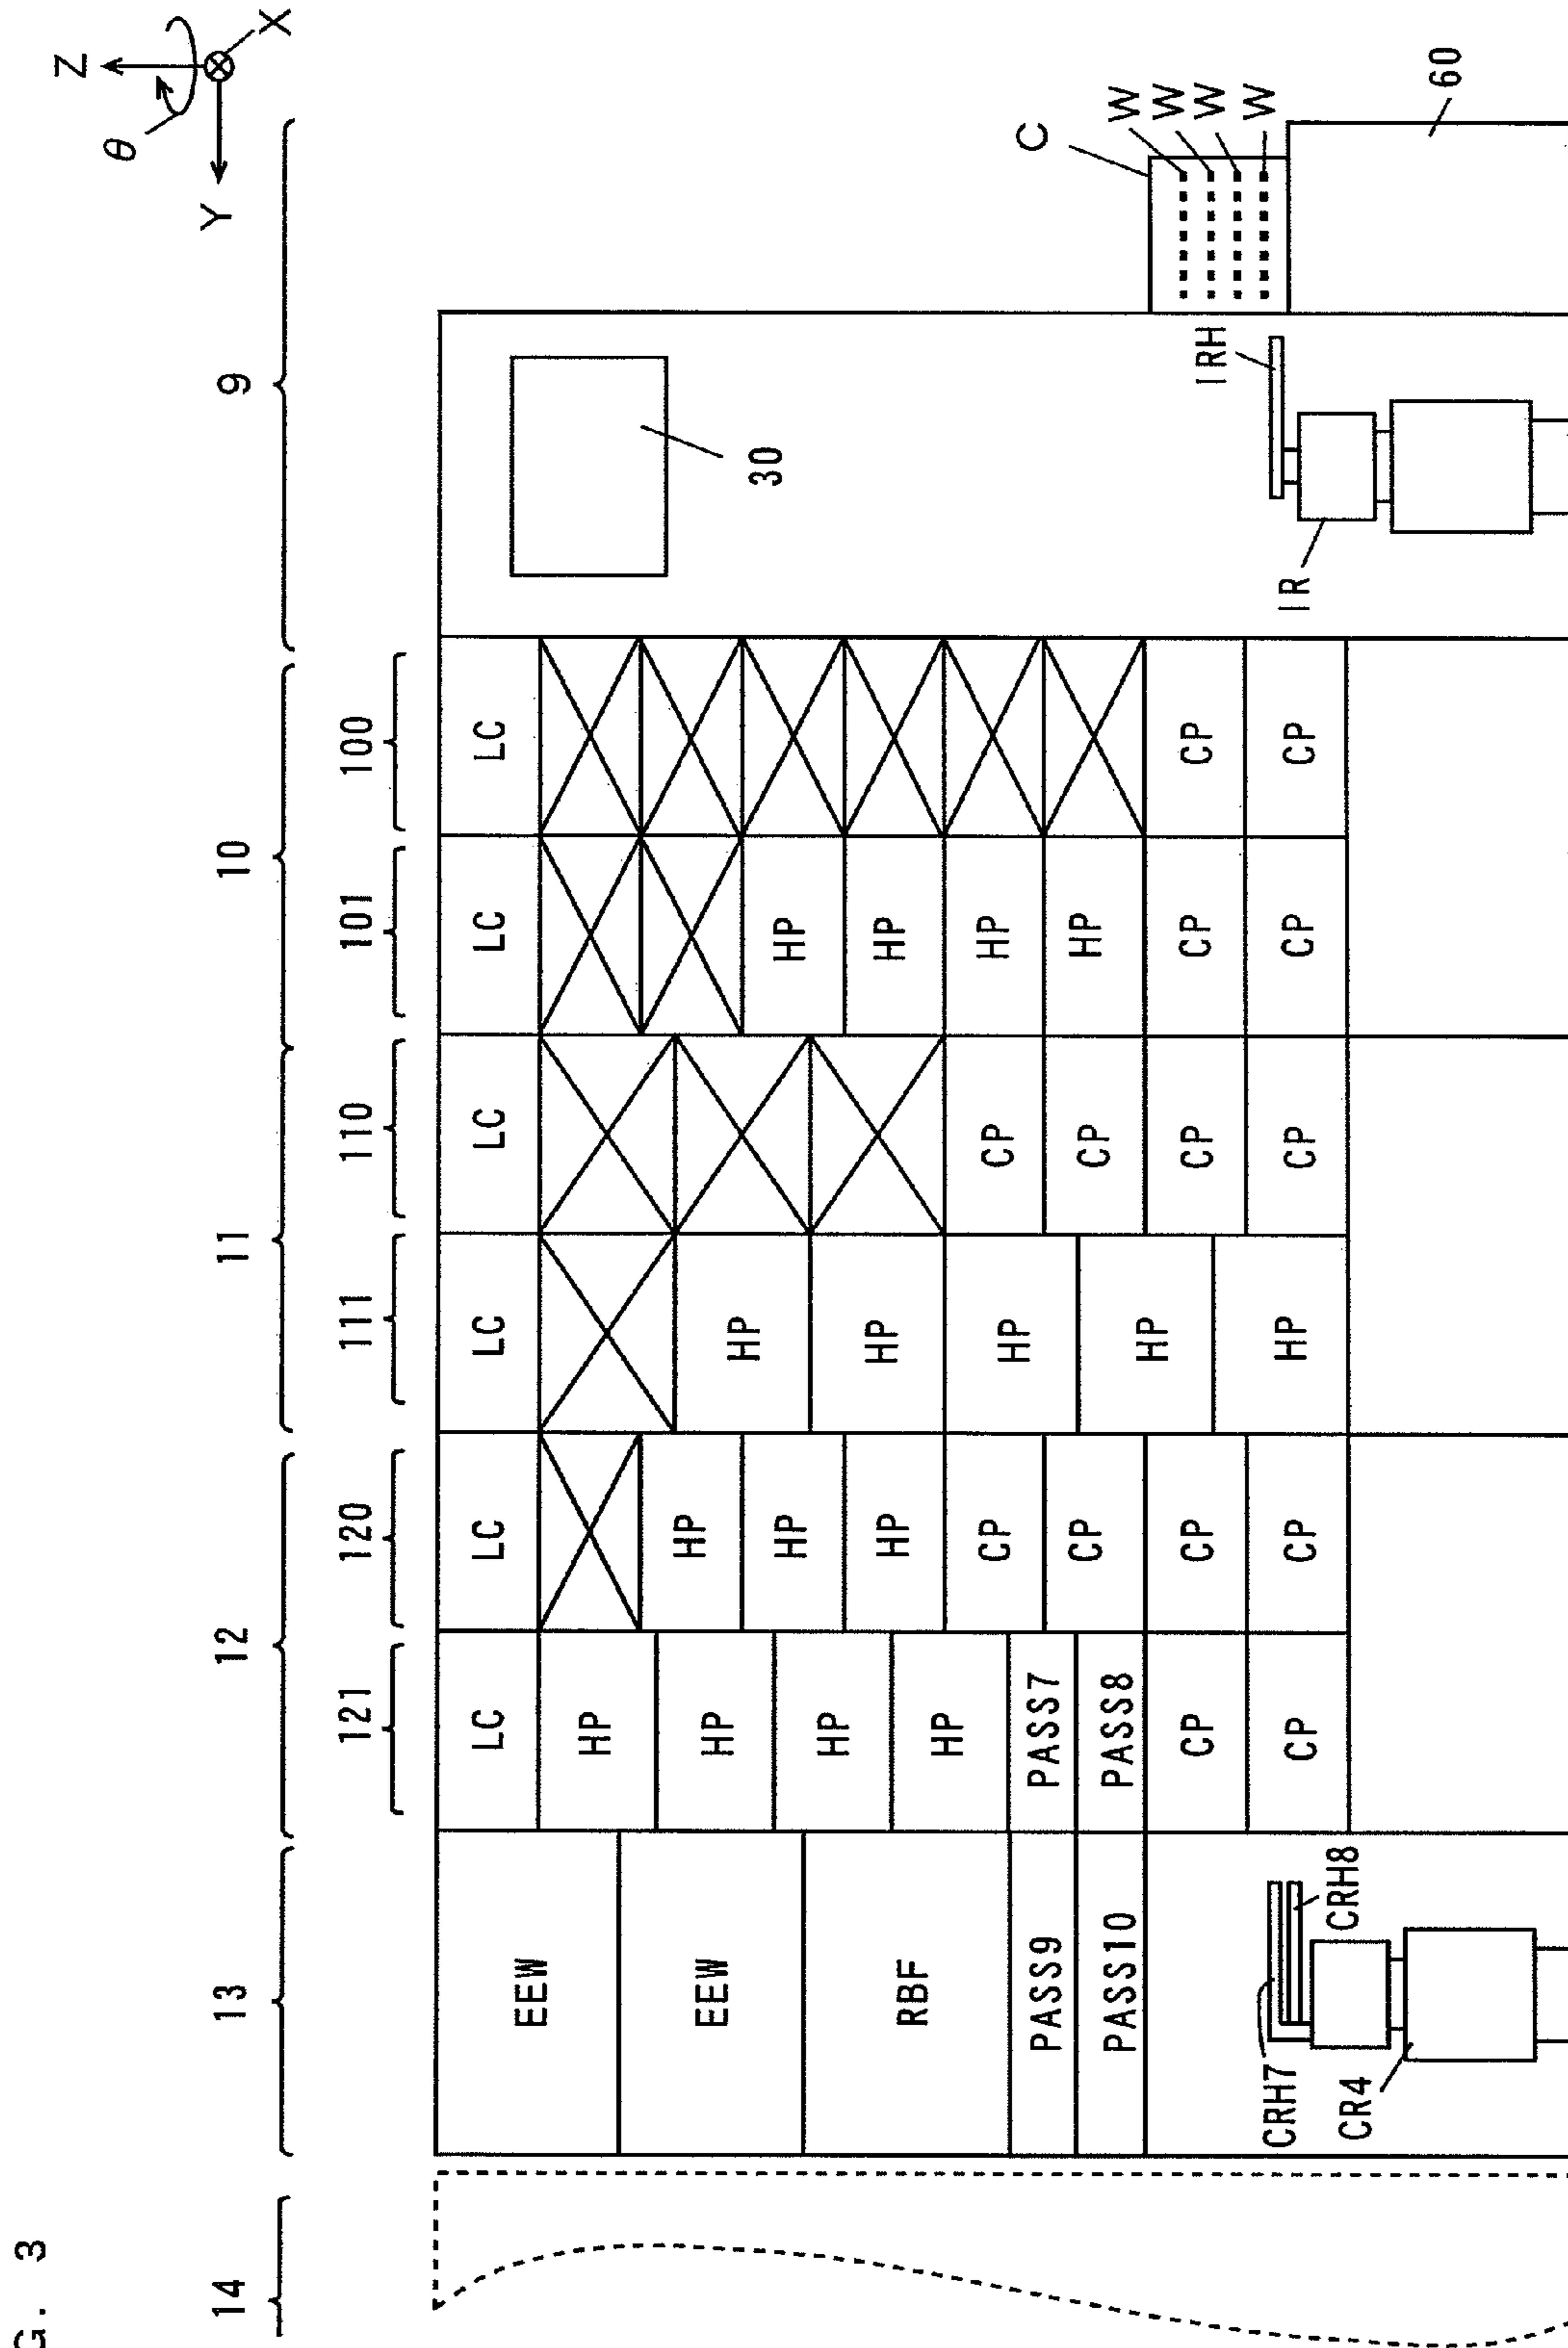 G. 3
14
13
12
11
10
9
121
120
111
110
101
100
Z
θ
X
Y
EEW
EEW
RBF
PASS9
PASS10
CRH7
CRH8
CR4
LC
HP
HP
HP
HP
PASS7
PASS8
CP
CP
LC
HP
HP
HP
CP
CP
CP
CP
LC
HP
HP
HP
HP
HP
LC
CP
CP
CP
CP
LC
HP
HP
HP
HP
CP
CP
LC
CP
CP
30
IRH
IR
C
W
W
W
W
60